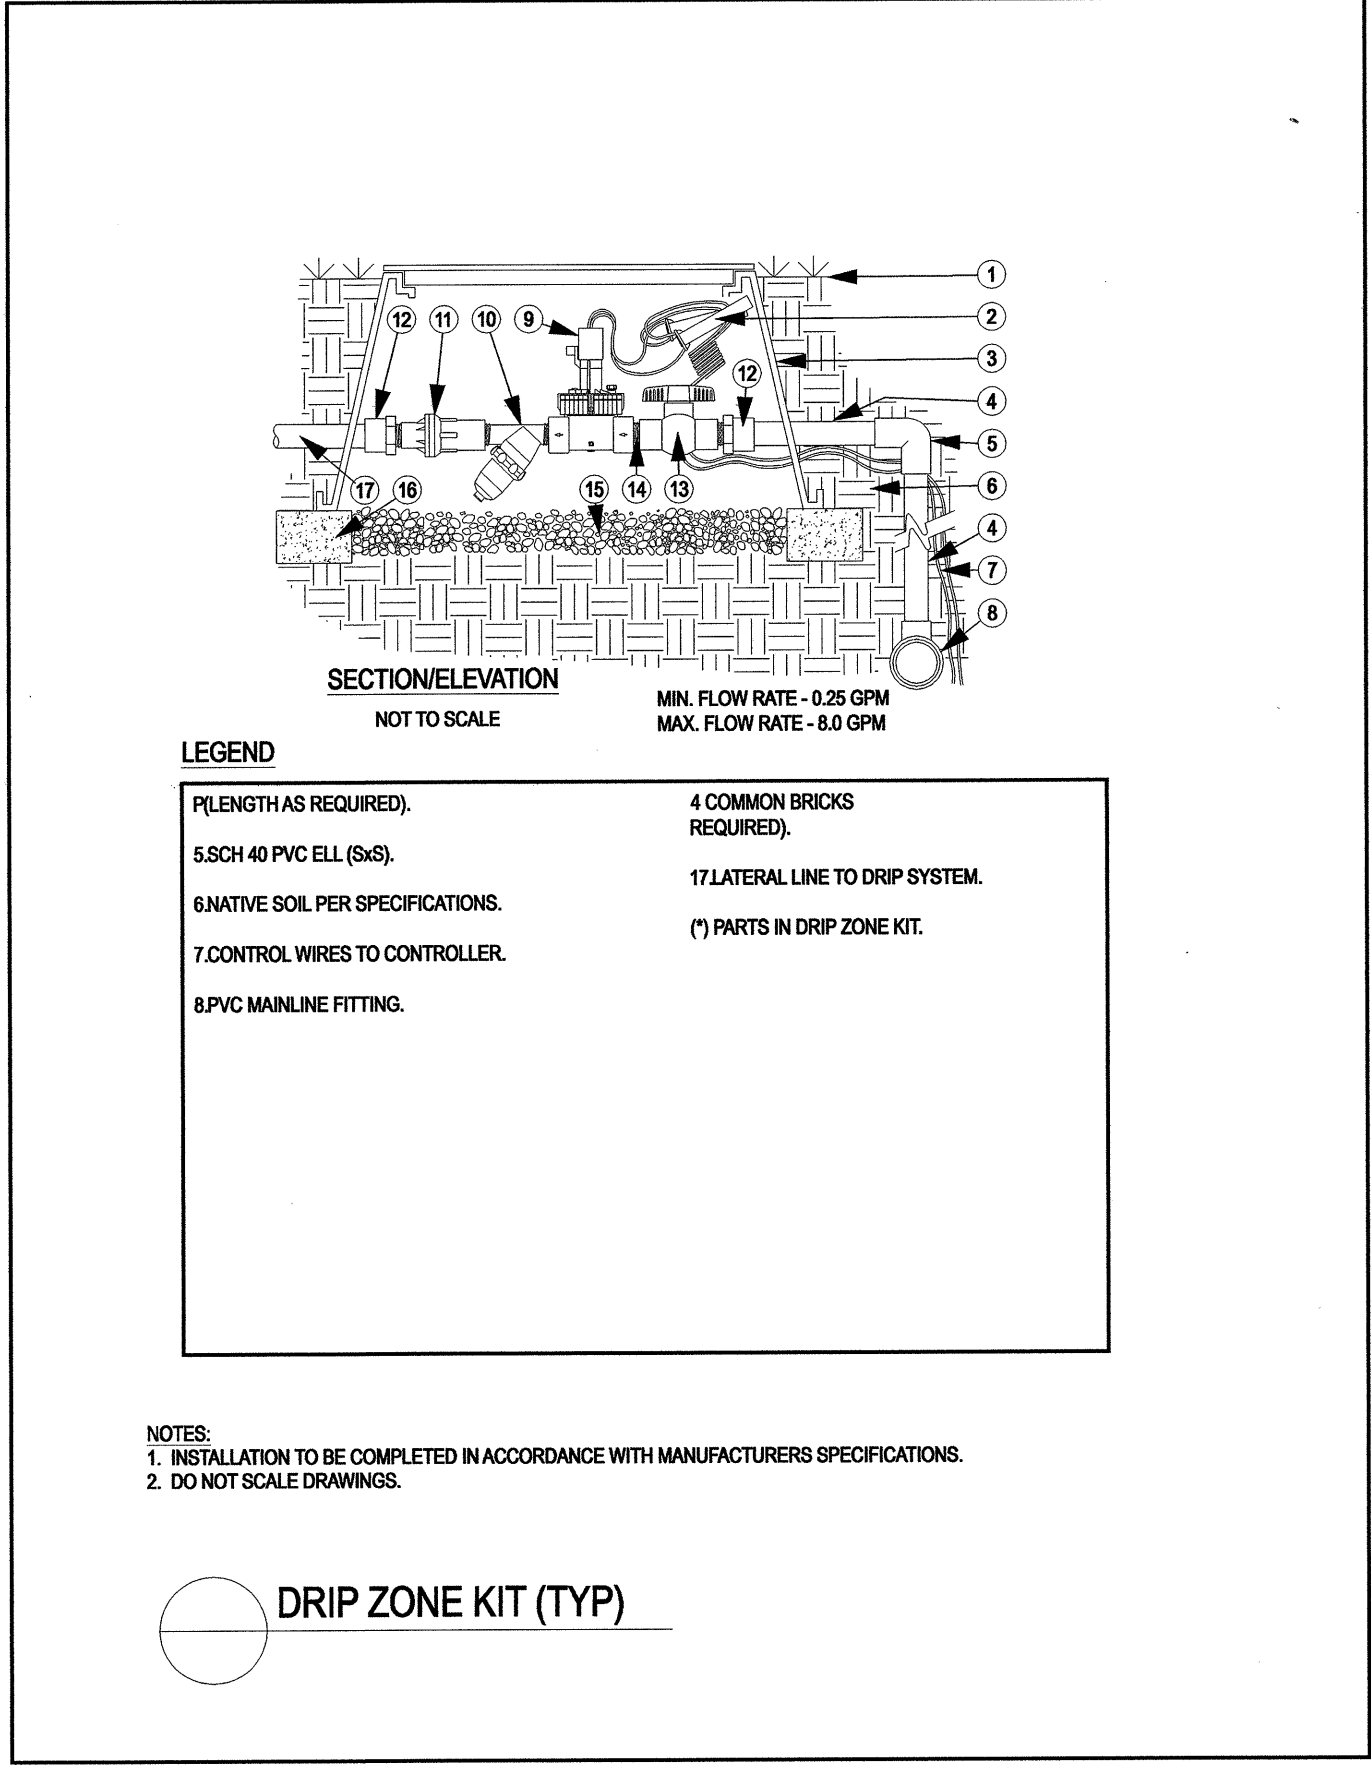 1
2
12
11
10
9
3
12
4
5
17
16
15
14
13
6
4
7
8
SECTION/ELEVATION
NOT TO SCALE
MIN. FLOW RATE - 0.25 GPM
MAX. FLOW RATE - 8.0 GPM
LEGEND
P(LENGTH AS REQUIRED).
5.SCH 40 PVC ELL (SxS).
6.NATIVE SOIL PER SPECIFICATIONS.
7.CONTROL WIRES TO CONTROLLER.
8.PVC MAINLINE FITTING.
4 COMMON BRICKS
REQUIRED).
17.LATERAL LINE TO DRIP SYSTEM.
(*) PARTS IN DRIP ZONE KIT.
NOTES:
1. INSTALLATION TO BE COMPLETED IN ACCORDANCE WITH MANUFACTURERS SPECIFICATIONS.
2. DO NOT SCALE DRAWINGS.
DRIP ZONE KIT (TYP)